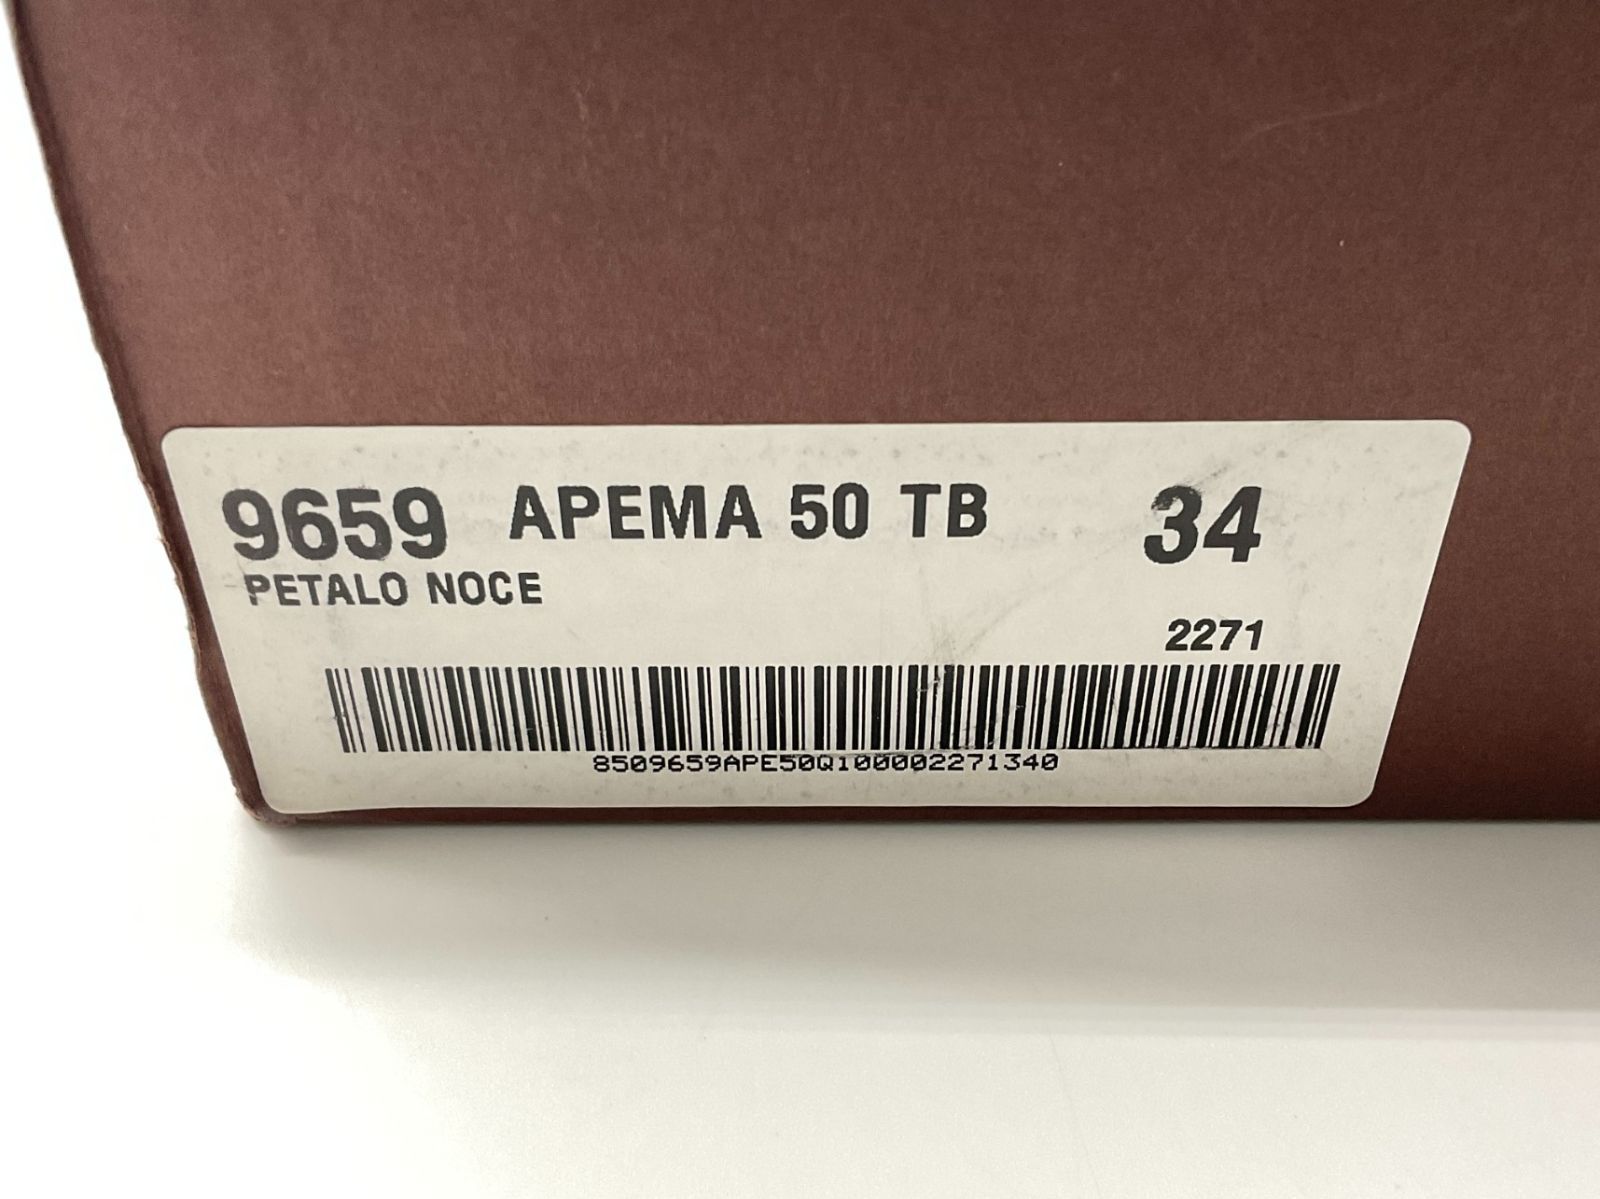 9659 APEMA 50 TB 34
PETALO NOCE
2271
8509659APE50Q100002271340